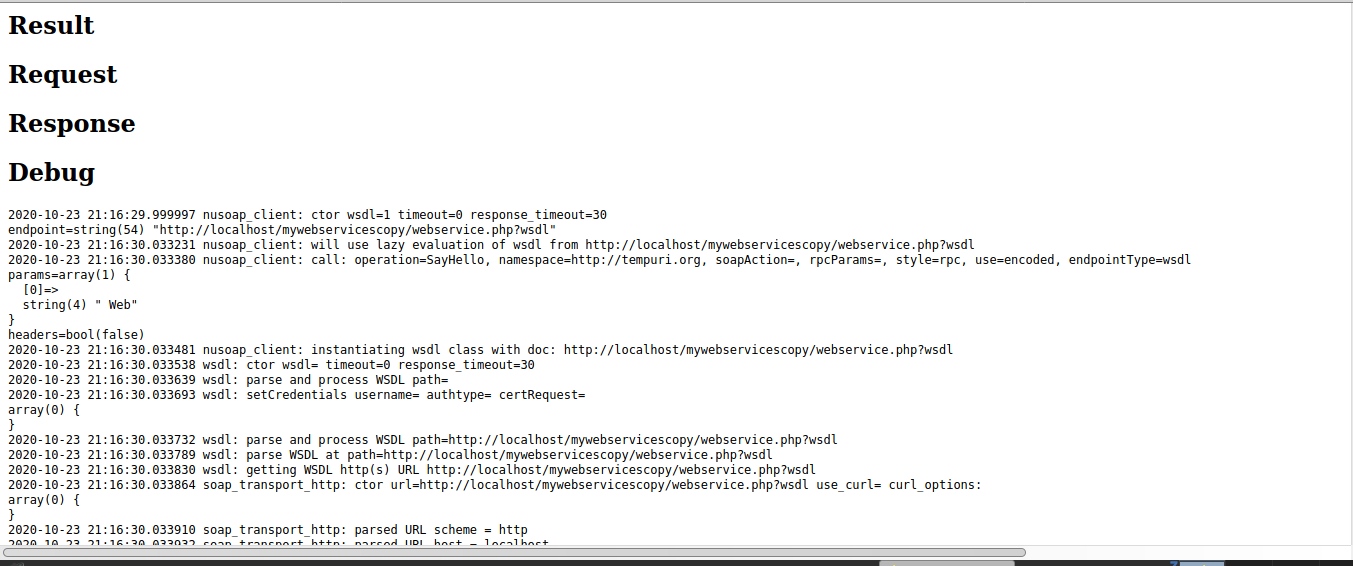 Result
Request
Response
Debug
2020-10-23 21:16:29.999997 nusoap_client: ctor wsdl=1 timeout=0 response_timeout=30
endpoint=string(54) "http://localhost/mywebservicescopy/webservice.php?wsdl"
2020-10-23 21:16:30.033231 nusoap_client: will use lazy evaluation of wsdl from http://localhost/mywebservicescopy/webservice.php?wsdl
2020-10-23 21:16:30.033380 nusoap_client: call: operation=SayHello, namespace=http://tempuri.org, soapAction=, rpcParams=, style=rpc, use=encoded, endpointType=wsdl
params=array(1) {
  [0]=>
  string(4) " Web"
}
headers=bool(false)
2020-10-23 21:16:30.033481 nusoap_client: instantiating wsdl class with doc: http://localhost/mywebservicescopy/webservice.php?wsdl
2020-10-23 21:16:30.033538 wsdl: ctor wsdl= timeout=0 response_timeout=30
2020-10-23 21:16:30.033639 wsdl: parse and process WSDL path=
2020-10-23 21:16:30.033693 wsdl: setCredentials username= authtype= certRequest=
array(0) {
}
2020-10-23 21:16:30.033732 wsdl: parse and process WSDL path=http://localhost/mywebservicescopy/webservice.php?wsdl
2020-10-23 21:16:30.033789 wsdl: parse WSDL at path=http://localhost/mywebservicescopy/webservice.php?wsdl
2020-10-23 21:16:30.033830 wsdl: getting WSDL http(s) URL http://localhost/mywebservicescopy/webservice.php?wsdl
2020-10-23 21:16:30.033864 soap_transport_http: ctor url=http://localhost/mywebservicescopy/webservice.php?wsdl use_curl= curl_options:
array(0) {
}
2020-10-23 21:16:30.033910 soap_transport_http: parsed URL scheme = http
2020-10-23 21:16:30.033932 soap_transport_http: parsed URL host = localhost